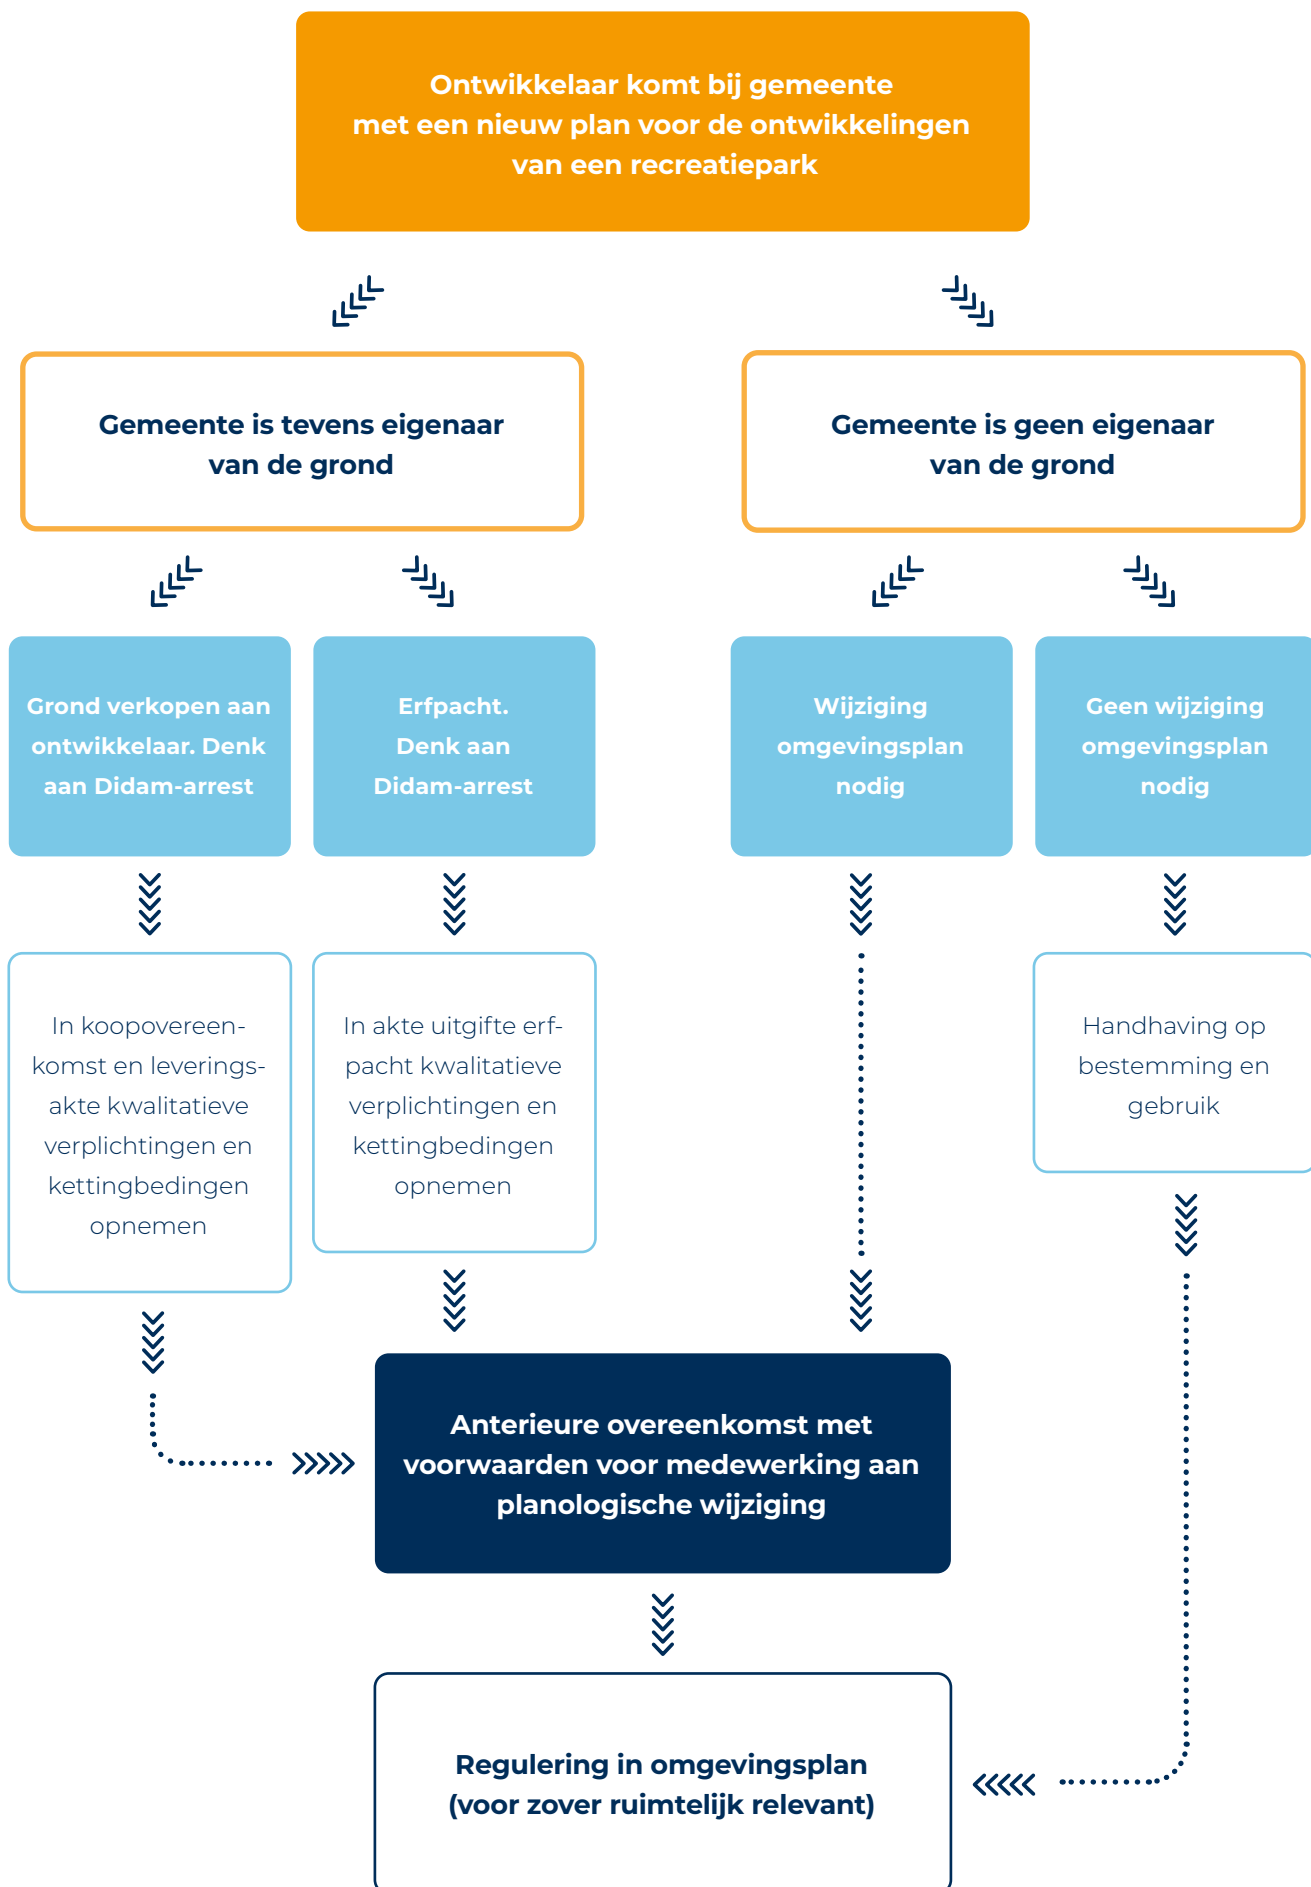 Ontwikkelaar komt bij gemeente
met een nieuw plan voor de ontwikkelingen
van een recreatiepark
Gemeente is tevens eigenaar
van de grond
Gemeente is geen eigenaar
van de grond
Grond verkopen aan
ontwikkelaar. Denk
aan Didam-arrest
Erfpacht.
Denk aan
Didam-arrest
Wijziging
omgevingsplan
nodig
Geen wijziging
omgevingsplan
nodig
In koopovereen-
komst en leverings-
akte kwalitatieve
verplichtingen en
kettingbedingen
opnemen
In akte uitgifte erf-
pacht kwalitatieve
verplichtingen en
kettingbedingen
opnemen
Handhaving op
bestemming en
gebruik
Anterieure overeenkomst met
voorwaarden voor medewerking aan
planologische wijziging
Regulering in omgevingsplan
(voor zover ruimtelijk relevant)